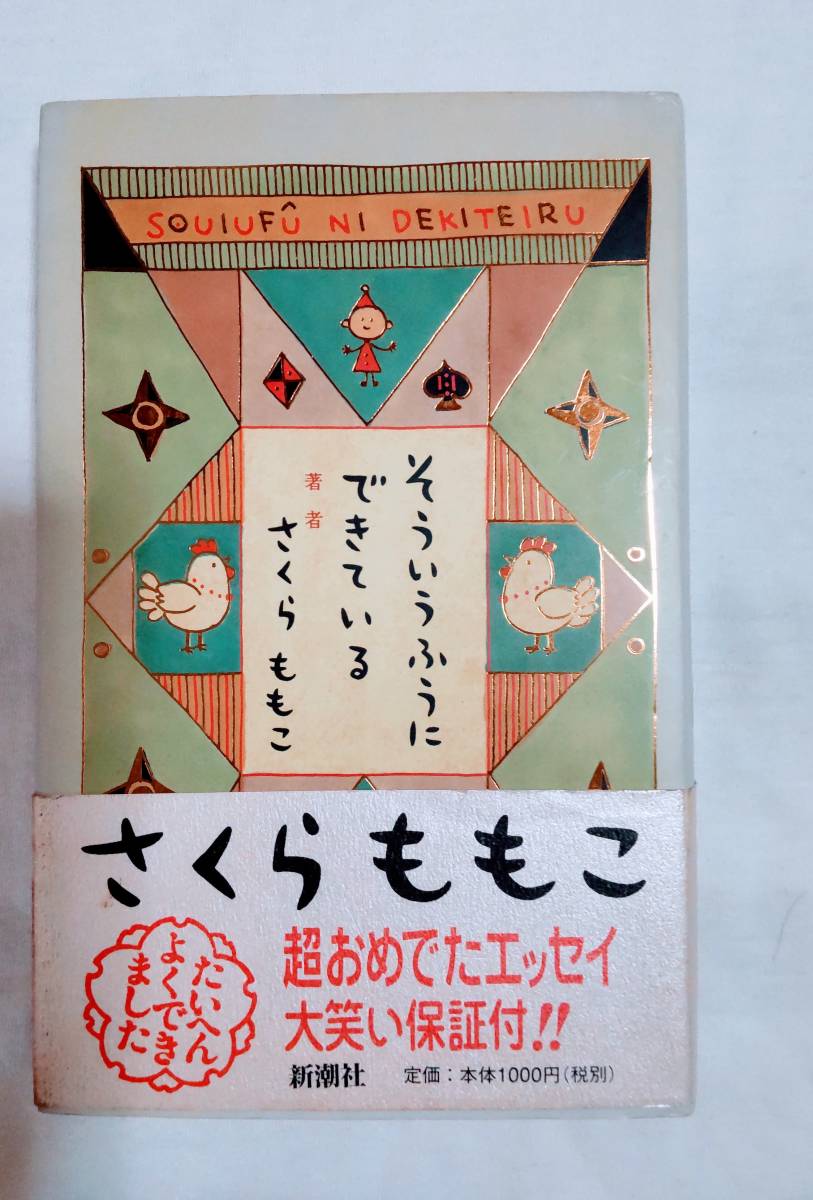 SOUIUFÛ NI DEKITEIRU
そういうふうに
できている
著者
さくらももこ
さくらももこ
たいへん
よくでき
ました
超おめでたエッセイ
大笑い保証付!!
新潮社 定価：本体1000円(税別)